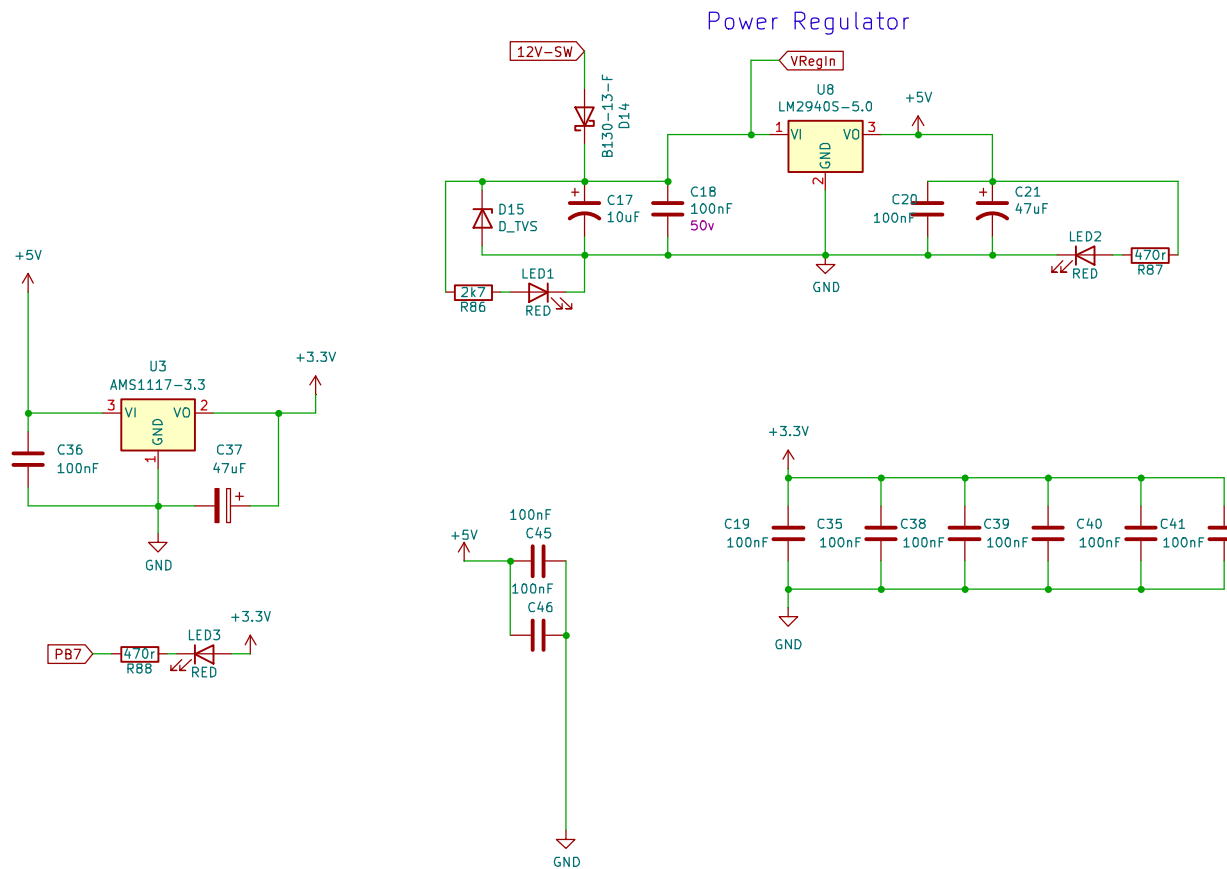 Power Regulator
12V-SW
B130-13-F
D14
VRegIn
U8
LM2940S-5.0
+5V
1
VI
VO
3
GND
2
D15
D_TVS
C17
10uF
C18
100nF
50v
C20
100nF
C21
47uF
LED1
RED
2k7
R86
GND
LED2
RED
470r
R87
+5V
U3
AMS1117-3.3
+3.3V
3
VI
VO
2
GND
1
C36
100nF
C37
47uF
GND
+3.3V
LED3
PB7
470r
R88
RED
100nF
C45
+5V
100nF
C46
GND
+3.3V
C19
100nF
C35
100nF
C38
100nF
C39
100nF
C40
100nF
C41
100nF
GND